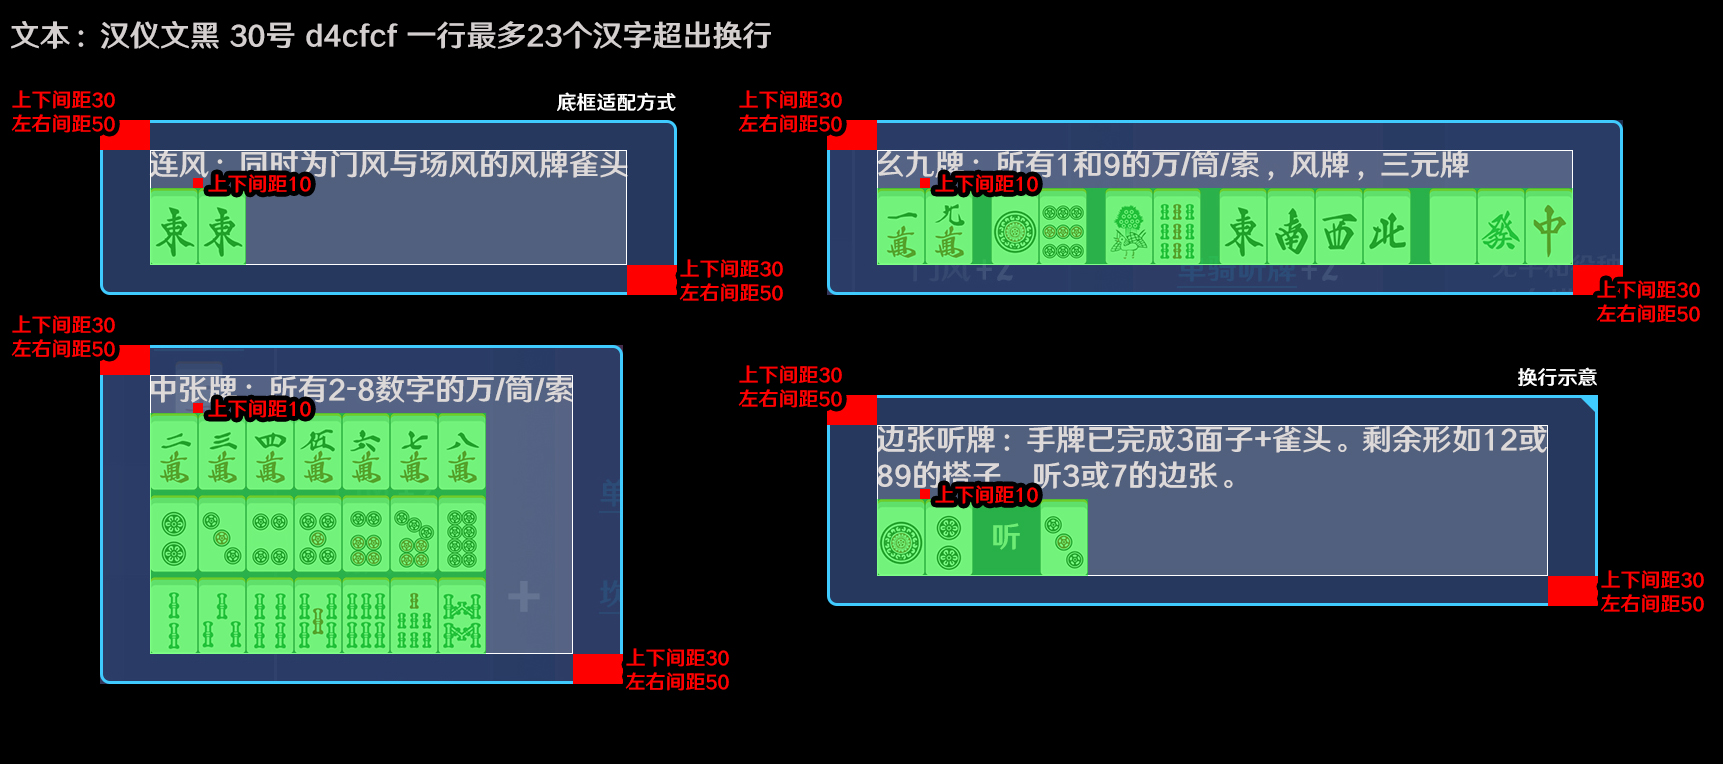 文本：汉仪文黑 30号 d4cfcf 一行最多23个汉字超出换行
上下间距30
左右间距50
底框适配方式
连风：同时为门风与场风的风牌雀头
上下间距10
東 東
上下间距30
左右间距50
上下间距30
左右间距50
幺九牌：所有1和9的万/筒/索，风牌，三元牌
上下间距10
一萬 九萬 東 南 西 北 發 中
门风+2 单骑听牌+2
上下间距30
左右间距50
上下间距30
左右间距50
中张牌：所有2-8数字的万/筒/索
上下间距10
二萬 三萬 四萬 伍萬 六萬 七萬 八萬
单
+
上下间距30
左右间距50
上下间距30
左右间距50
换行示意
边张听牌：手牌已完成3面子+雀头。剩余形如12或
89的搭子，听3或7的边张。
上下间距10
听
上下间距30
左右间距50